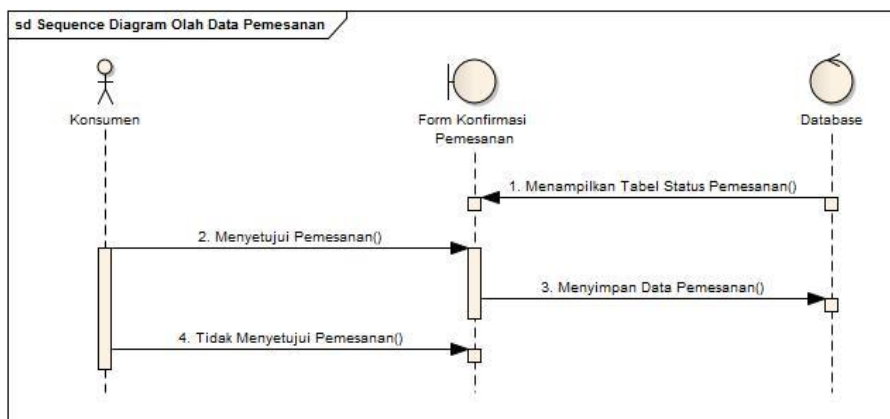 sd Sequence Diagram Olah Data Pemesanan
Konsumen
Form Konfirmasi
Pemesanan
Database
1. Menampilkan Tabel Status Pemesanan()
2. Menyetujui Pemesanan()
3. Menyimpan Data Pemesanan()
4. Tidak Menyetujui Pemesanan()